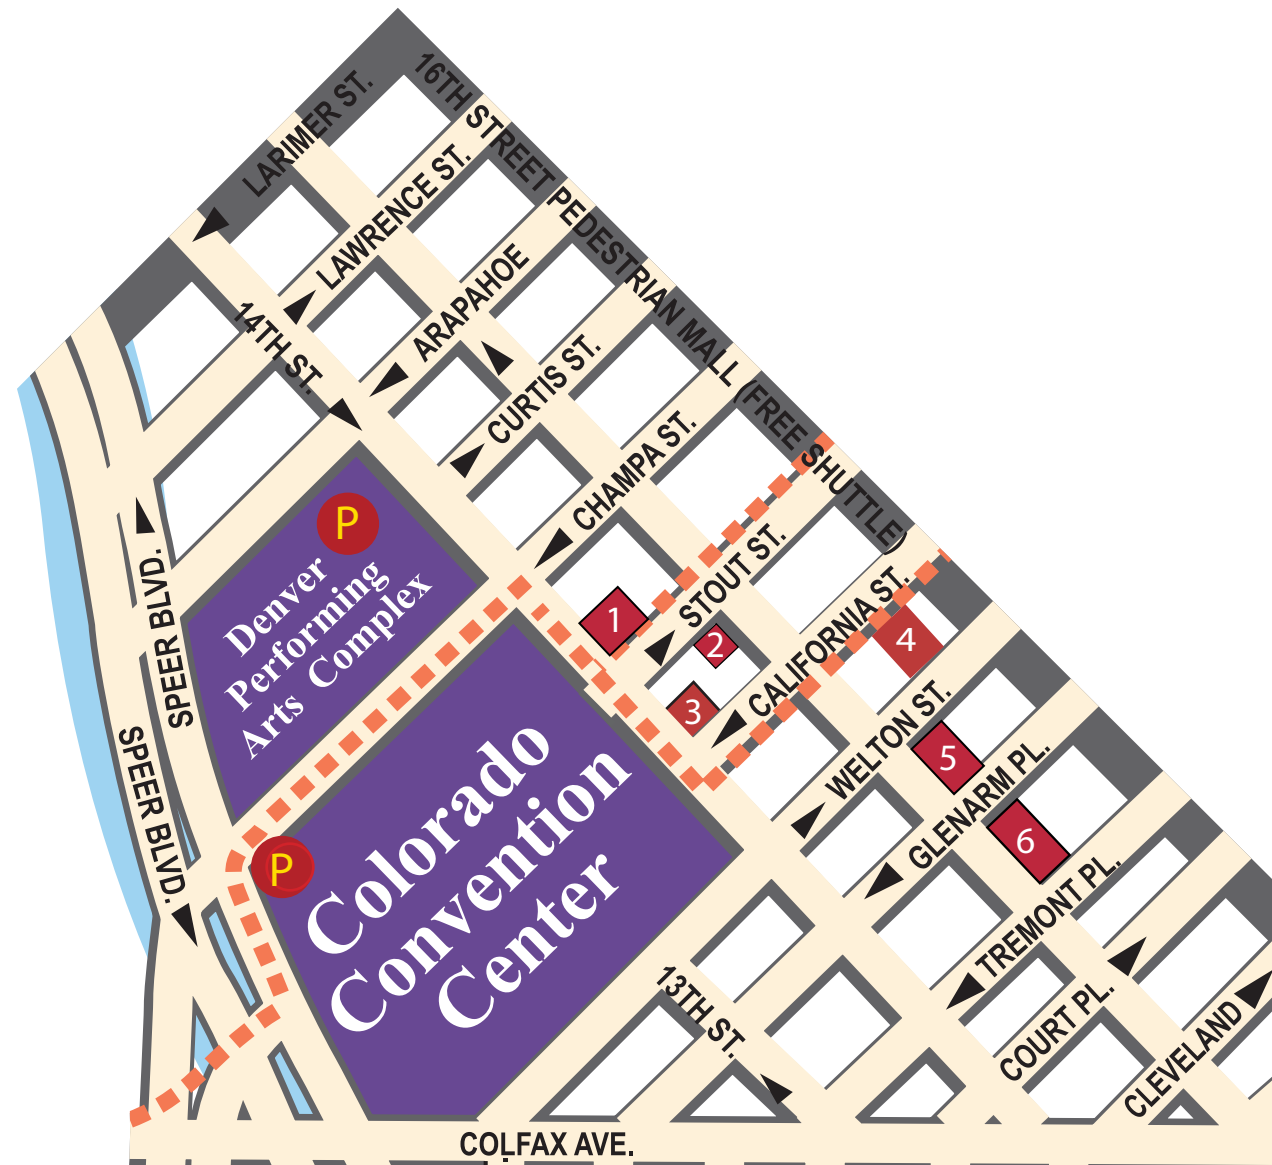 16TH STREET PEDESTRIAN MALL (FREE SHUTTLE)
LARIMER ST.
LAWRENCE ST.
ARAPAHOE
14TH ST.
CURTIS ST.
CHAMPA ST.
STOUT ST.
CALIFORNIA ST.
WELTON ST.
GLENARM PL.
TREMONT PL.
COURT PL.
CLEVELAND
13TH ST.
SPEER BLVD.
SPEER BLVD.
COLFAX AVE.
P
Denver
Performing
Arts Complex
P
Colorado
Convention
Center
1
2
3
4
5
6